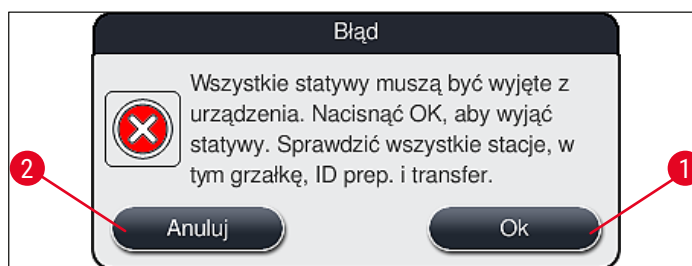 Błąd
Wszystkie statywy muszą być wyjęte z
urządzenia. Nacisnąć OK, aby wyjąć
statywy. Sprawdzić wszystkie stacje, w
tym grzałkę, ID prep. i transfer.
2
1
Anuluj
Ok